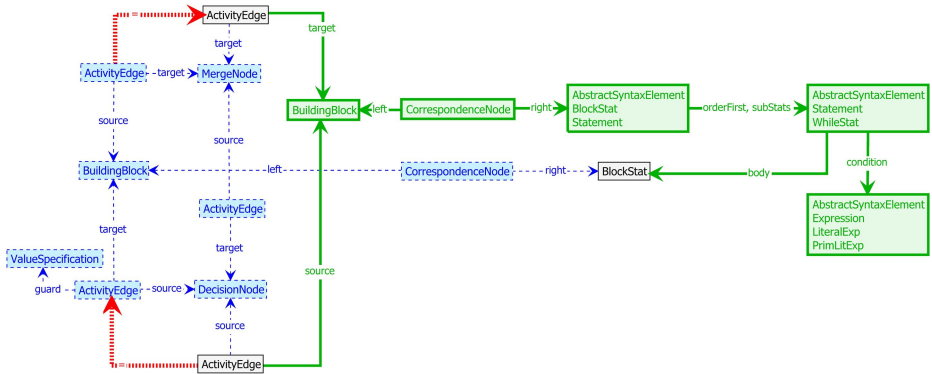 =
ActivityEdge
target
target
ActivityEdge
target
MergeNode
BuildingBlock
left
CorrespondenceNode
right
AbstractSyntaxElement
BlockStat
Statement
orderFirst, subStats
AbstractSyntaxElement
Statement
WhileStat
source
source
condition
BuildingBlock
left
CorrespondenceNode
right
BlockStat
body
ActivityEdge
AbstractSyntaxElement
Expression
LiteralExp
PrimLitExp
target
target
ValueSpecification
guard
ActivityEdge
source
DecisionNode
source
source
=
ActivityEdge